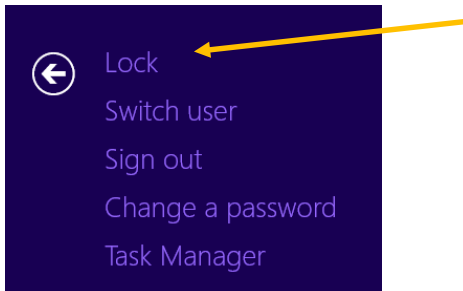 Lock
Switch user
Sign out
Change a password
Task Manager